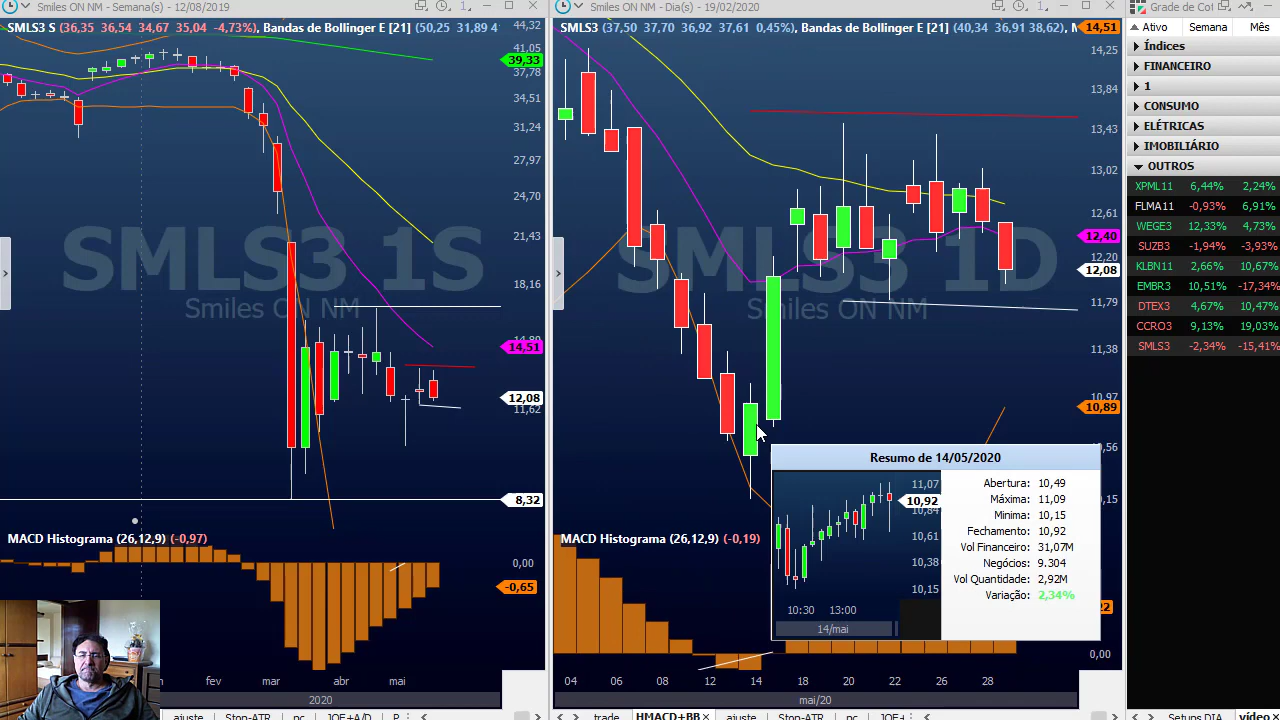 Smiles ON NM - Semana(s) - 12/08/2019
SMLS3 S (36,35 36,54 34,67 35,04 -4,73%), Bandas de Bollinger E [21] (50,25 31,89 4
44,32
41,05
39,33
37,78
34,51
31,24
27,97
24,70
21,43
18,16
14,51
12,08
11,62
8,32
SMLS3 1S
Smiles ON NM
MACD Histograma (26,12,9) (-0,97)
0,00
-0,65
fev
mar
abr
mai
2020
ajuste
Stop-ATR
pc
JOE+A/D
P
Smiles ON NM - Dia(s) - 19/02/2020
SMLS3 (37,50 37,70 36,92 37,61 0,45%), Bandas de Bollinger E [21] (40,34 36,91 38,62), M
14,51
14,25
13,84
13,43
13,02
12,61
12,40
12,20
12,08
11,79
11,38
10,97
10,89
10,56
SMLS3 1D
Smiles ON NM
MACD Histograma (26,12,9) (-0,19)
0,00
04 06 08 12 14 18 20 22 26 28
mai/20
trade
HMACD+BB
ajuste
Stop-ATR
pc
JOE+
Resumo de 14/05/2020
11,07
10,92
10,84
10,61
10,38
10,15
10:30 13:00
14/mai
Abertura: 10,49
Máxima: 11,09
Mínima: 10,15
Fechamento: 10,92
Vol Financeiro: 31,07M
Negócios: 9.304
Vol Quantidade: 2,92M
Variação: 2,34%
Grade de Cot
Ativo Semana Mês
Índices
FINANCEIRO
1
CONSUMO
ELÉTRICAS
IMOBILIÁRIO
OUTROS
XPML11 6,44% 2,24%
FLMA11 -0,93% 6,91%
WEGE3 12,33% 4,73%
SUZB3 -1,94% -3,93%
KLBN11 2,66% 10,67%
EMBR3 10,51% -17,34%
DTEX3 4,67% 10,47%
CCRO3 9,13% 19,03%
SMLS3 -2,34% -15,41%
Setups DIA
vídeo